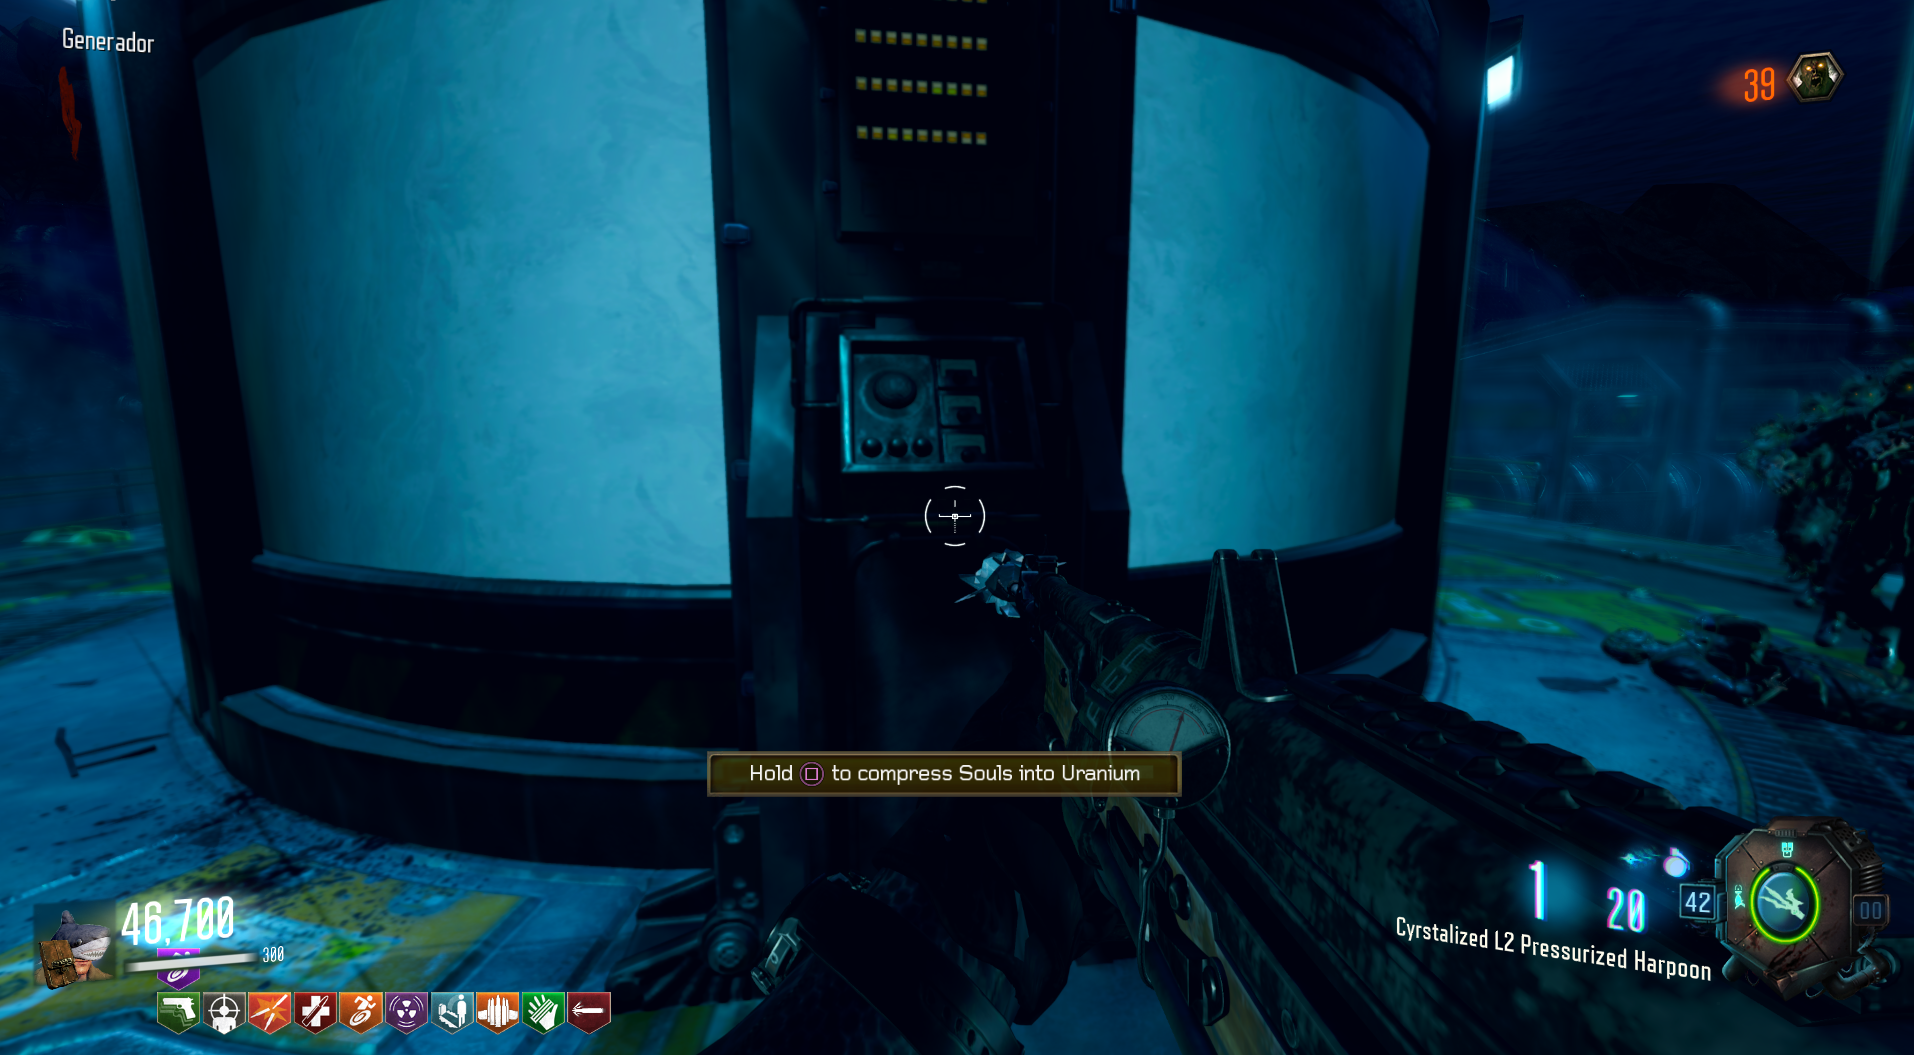 Generador
39
Hold to compress Souls into Uranium
46,700
300
1
20
42
00
Cyrstalized L2 Pressurized Harpoon